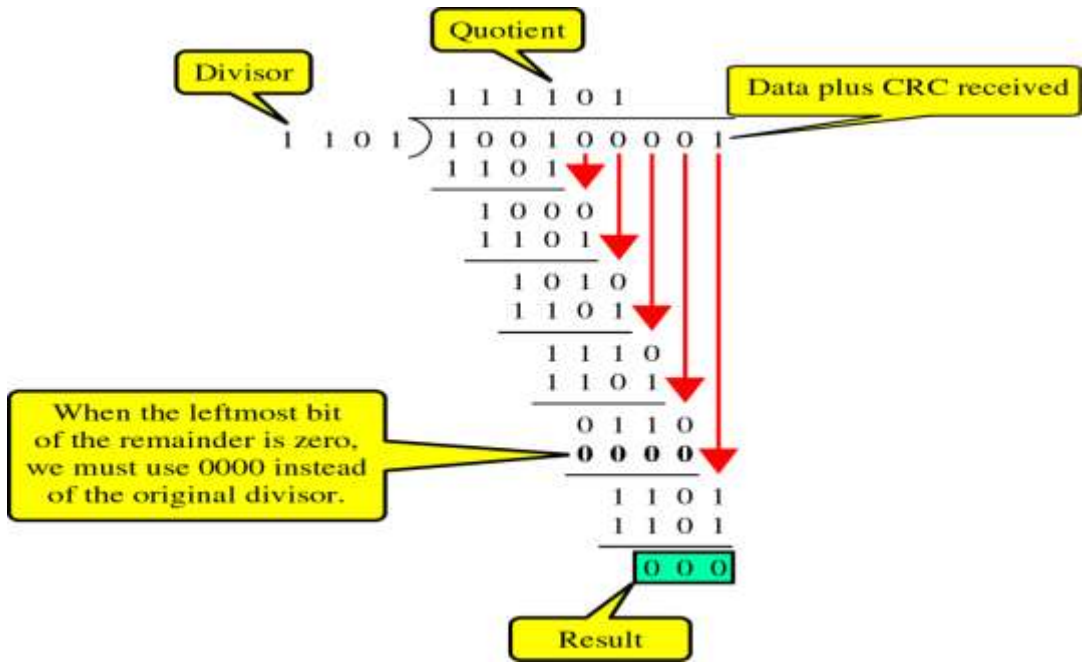 Quotient
Divisor
Data plus CRC received
1 1 1 1 0 1
1 1 0 1 1 0 0 1 0 0 0 0 1
1 1 0 1
1 0 0 0
1 1 0 1
1 0 1 0
1 1 0 1
1 1 1 0
1 1 0 1
When the leftmost bit
of the remainder is zero,
we must use 0000 instead
of the original divisor.
0 1 1 0
0 0 0 0
1 1 0 1
1 1 0 1
0 0 0
Result